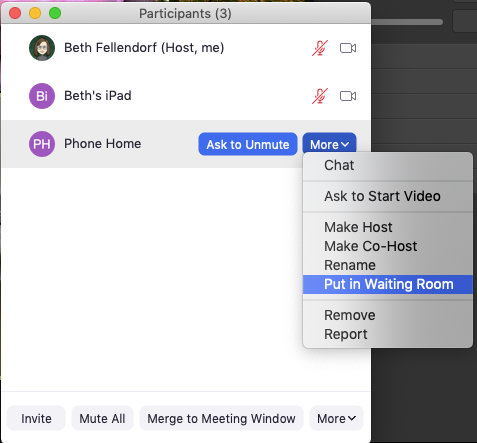 Participants (3)
Beth Fellendorf (Host, me)
Bi
Beth's iPad
PH
Phone Home
Ask to Unmute
More
Chat
Ask to Start Video
Make Host
Make Co-Host
Rename
Put in Waiting Room
Remove
Report
Invite
Mute All
Merge to Meeting Window
More